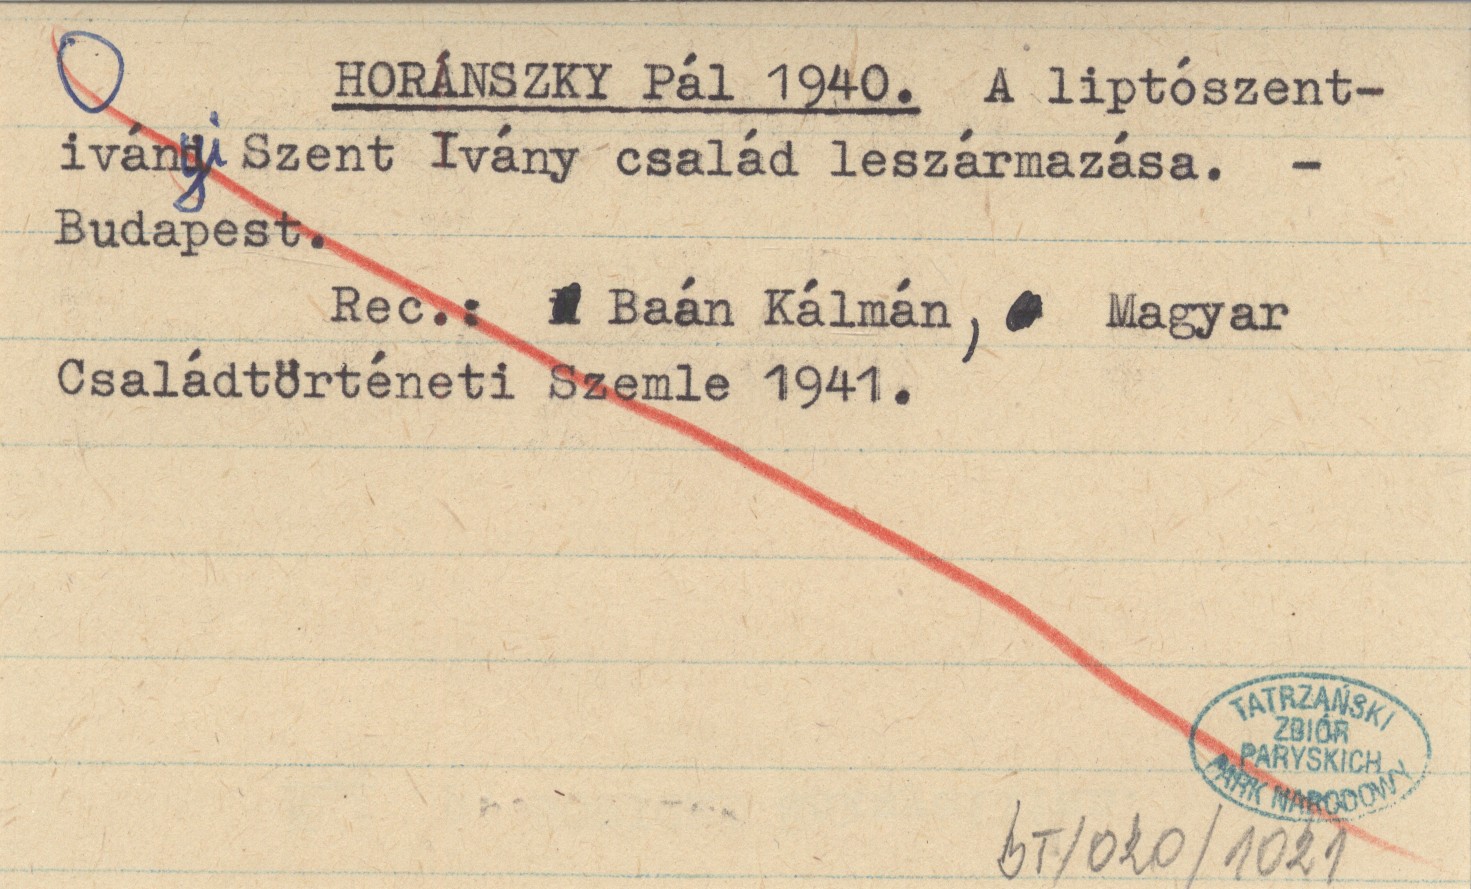 HORÁNSZKY Pál 1940. A liptószent-
iványi Szent Ivány család leszármazása. -
Budapest.
Rec.: Baán Kálmán, Magyar
Családtörténeti Szemle 1941.
TATRZAŃSKI
ZBIÓR
PARYSKICH
PARK NARODOWY
bT/020/1021